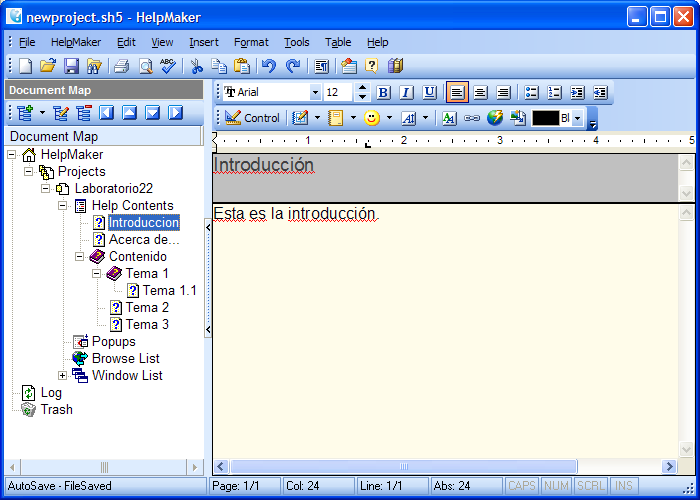 newproject.sh5 - HelpMaker
File HelpMaker Edit View Insert Format Tools Table Help
Document Map
Arial 12 B I U
Control Bl
Document Map
1 2 3 4 5
HelpMaker
Projects
Laboratorio22
Help Contents
Introduccion
Acerca de...
Contenido
Tema 1
Tema 1.1
Tema 2
Tema 3
Popups
Browse List
Window List
Log
Trash
Introducción
Esta es la introducción.
AutoSave - FileSaved Page: 1/1 Col: 24 Line: 1/1 Abs: 24 CAPS NUM SCRL INS